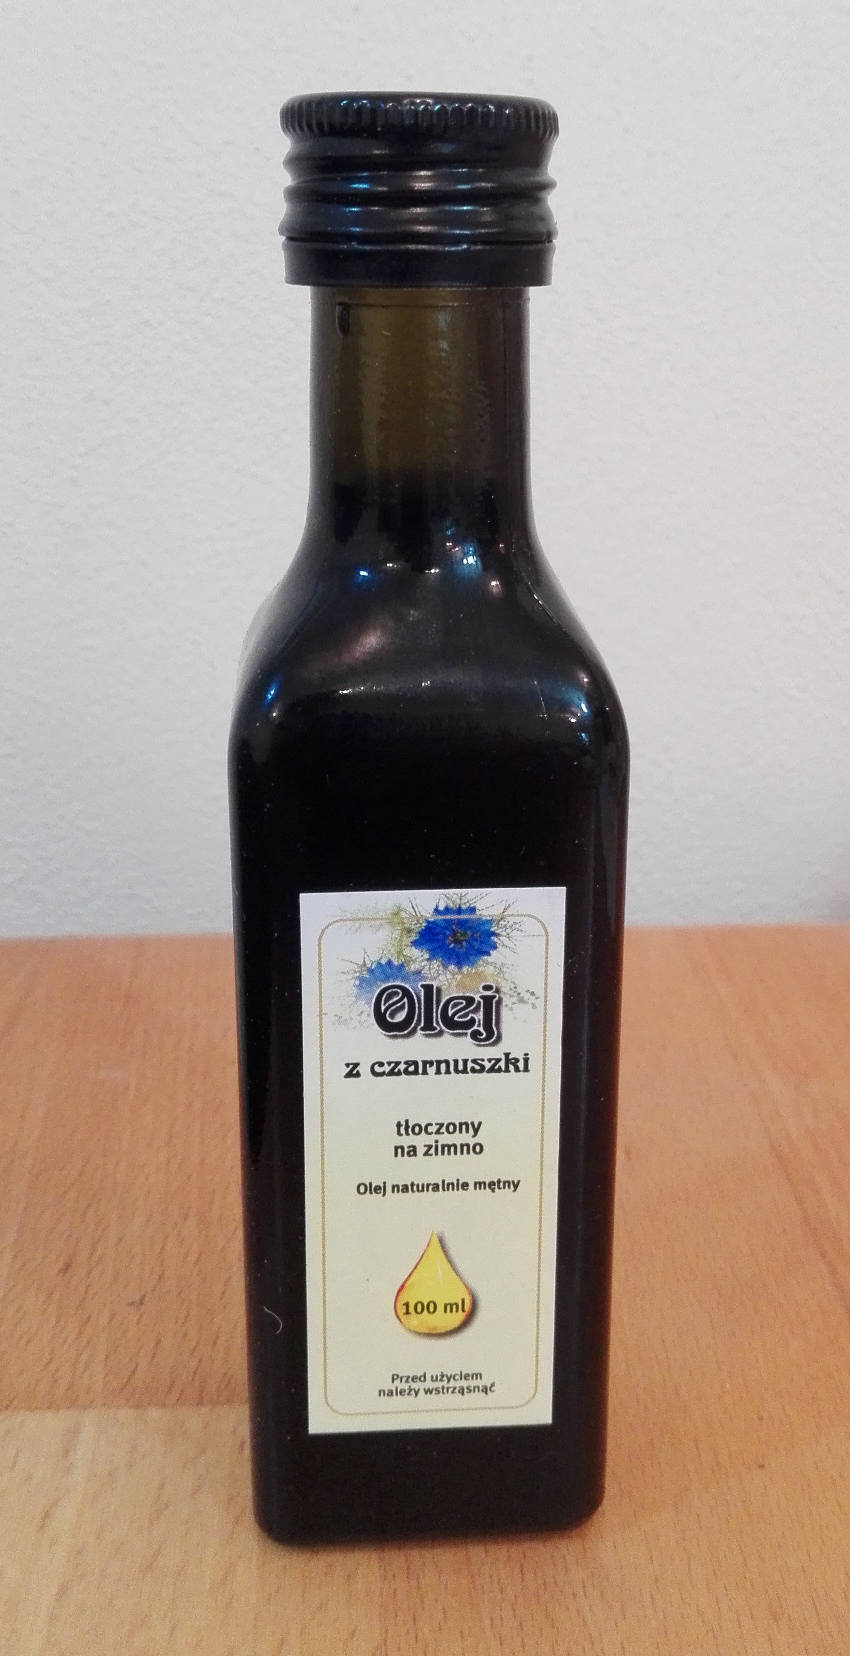 Olej
z czarnuszki
tłoczony
na zimno
Olej naturalnie mętny
100 ml
Przed użyciem
należy wstrząsnąć